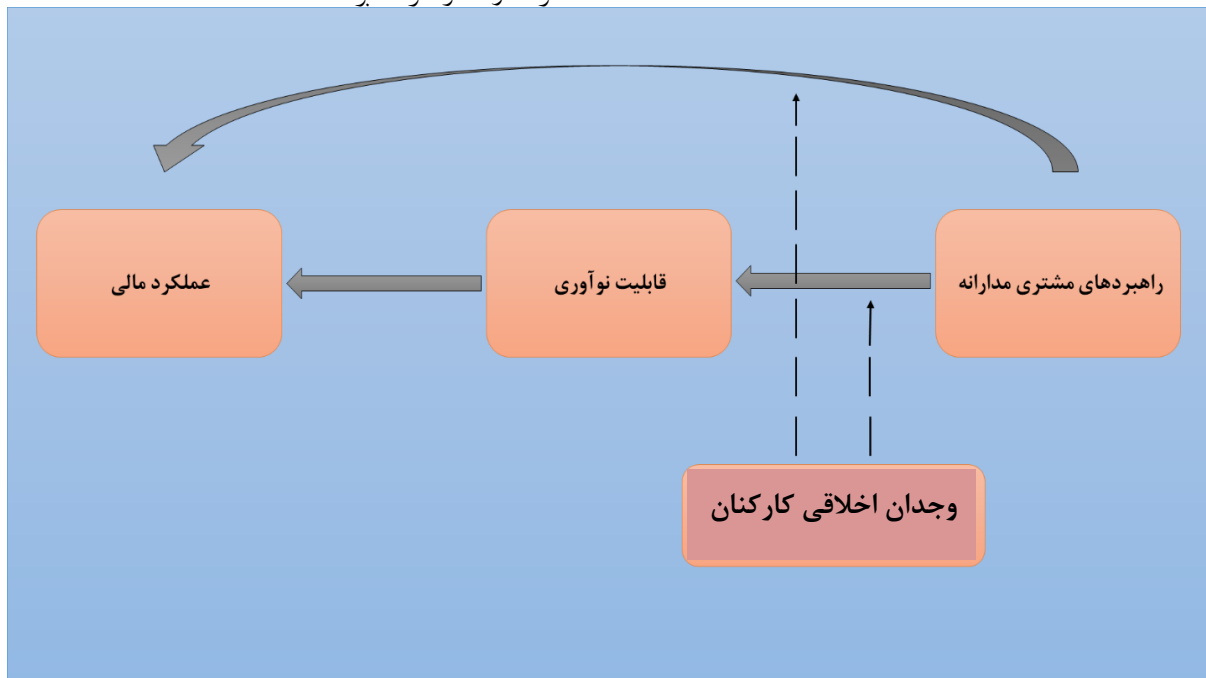 راهبردهای مشتری مدارانه
قابلیت نوآوری
عملکرد مالی
وجدان اخلاقی کارکنان